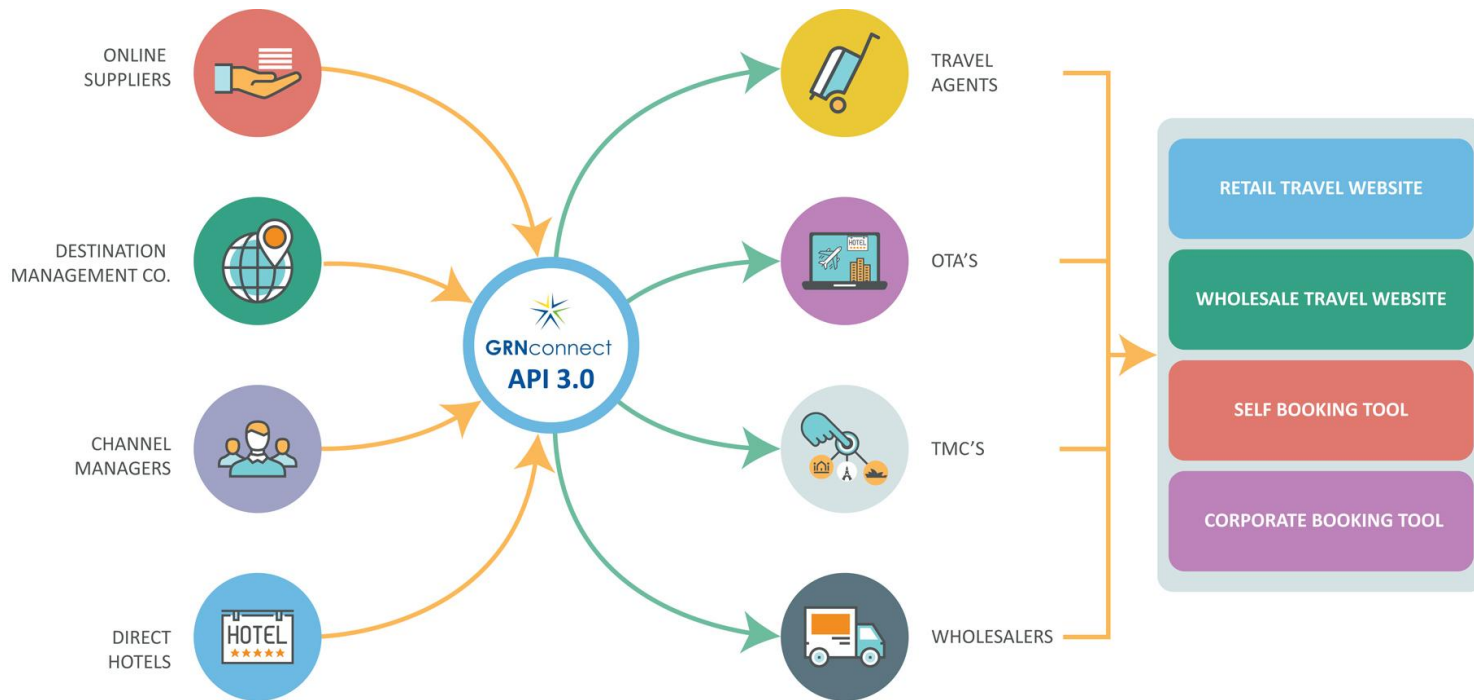 ONLINE
SUPPLIERS
DESTINATION
MANAGEMENT CO.
CHANNEL
MANAGERS
HOTEL
DIRECT
HOTELS
GRNconnect
API 3.0
TRAVEL
AGENTS
HOTEL
OTA'S
TMC'S
WHOLESALERS
RETAIL TRAVEL WEBSITE
WHOLESALE TRAVEL WEBSITE
SELF BOOKING TOOL
CORPORATE BOOKING TOOL